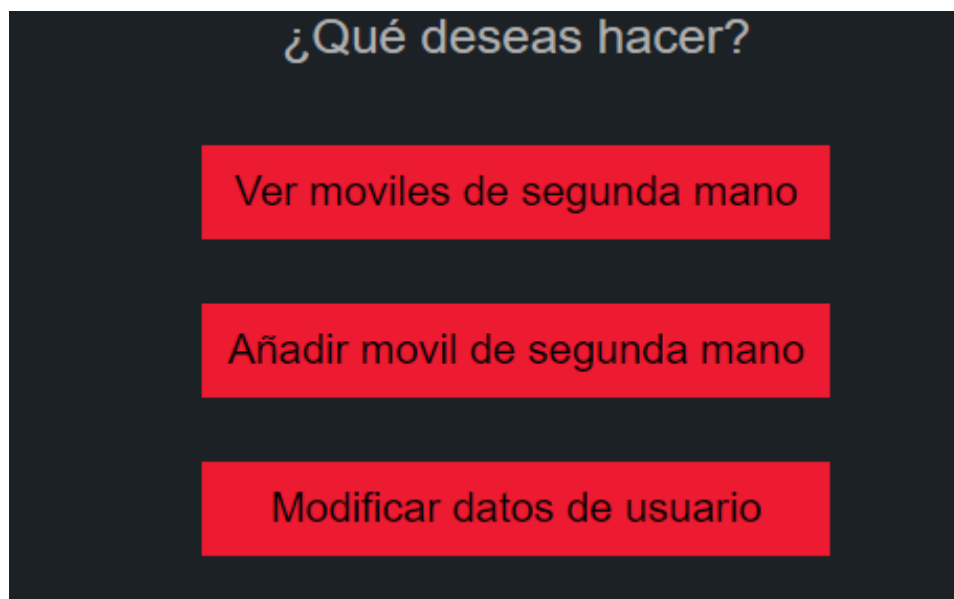 ¿Qué deseas hacer?
Ver moviles de segunda mano
Añadir movil de segunda mano
Modificar datos de usuario